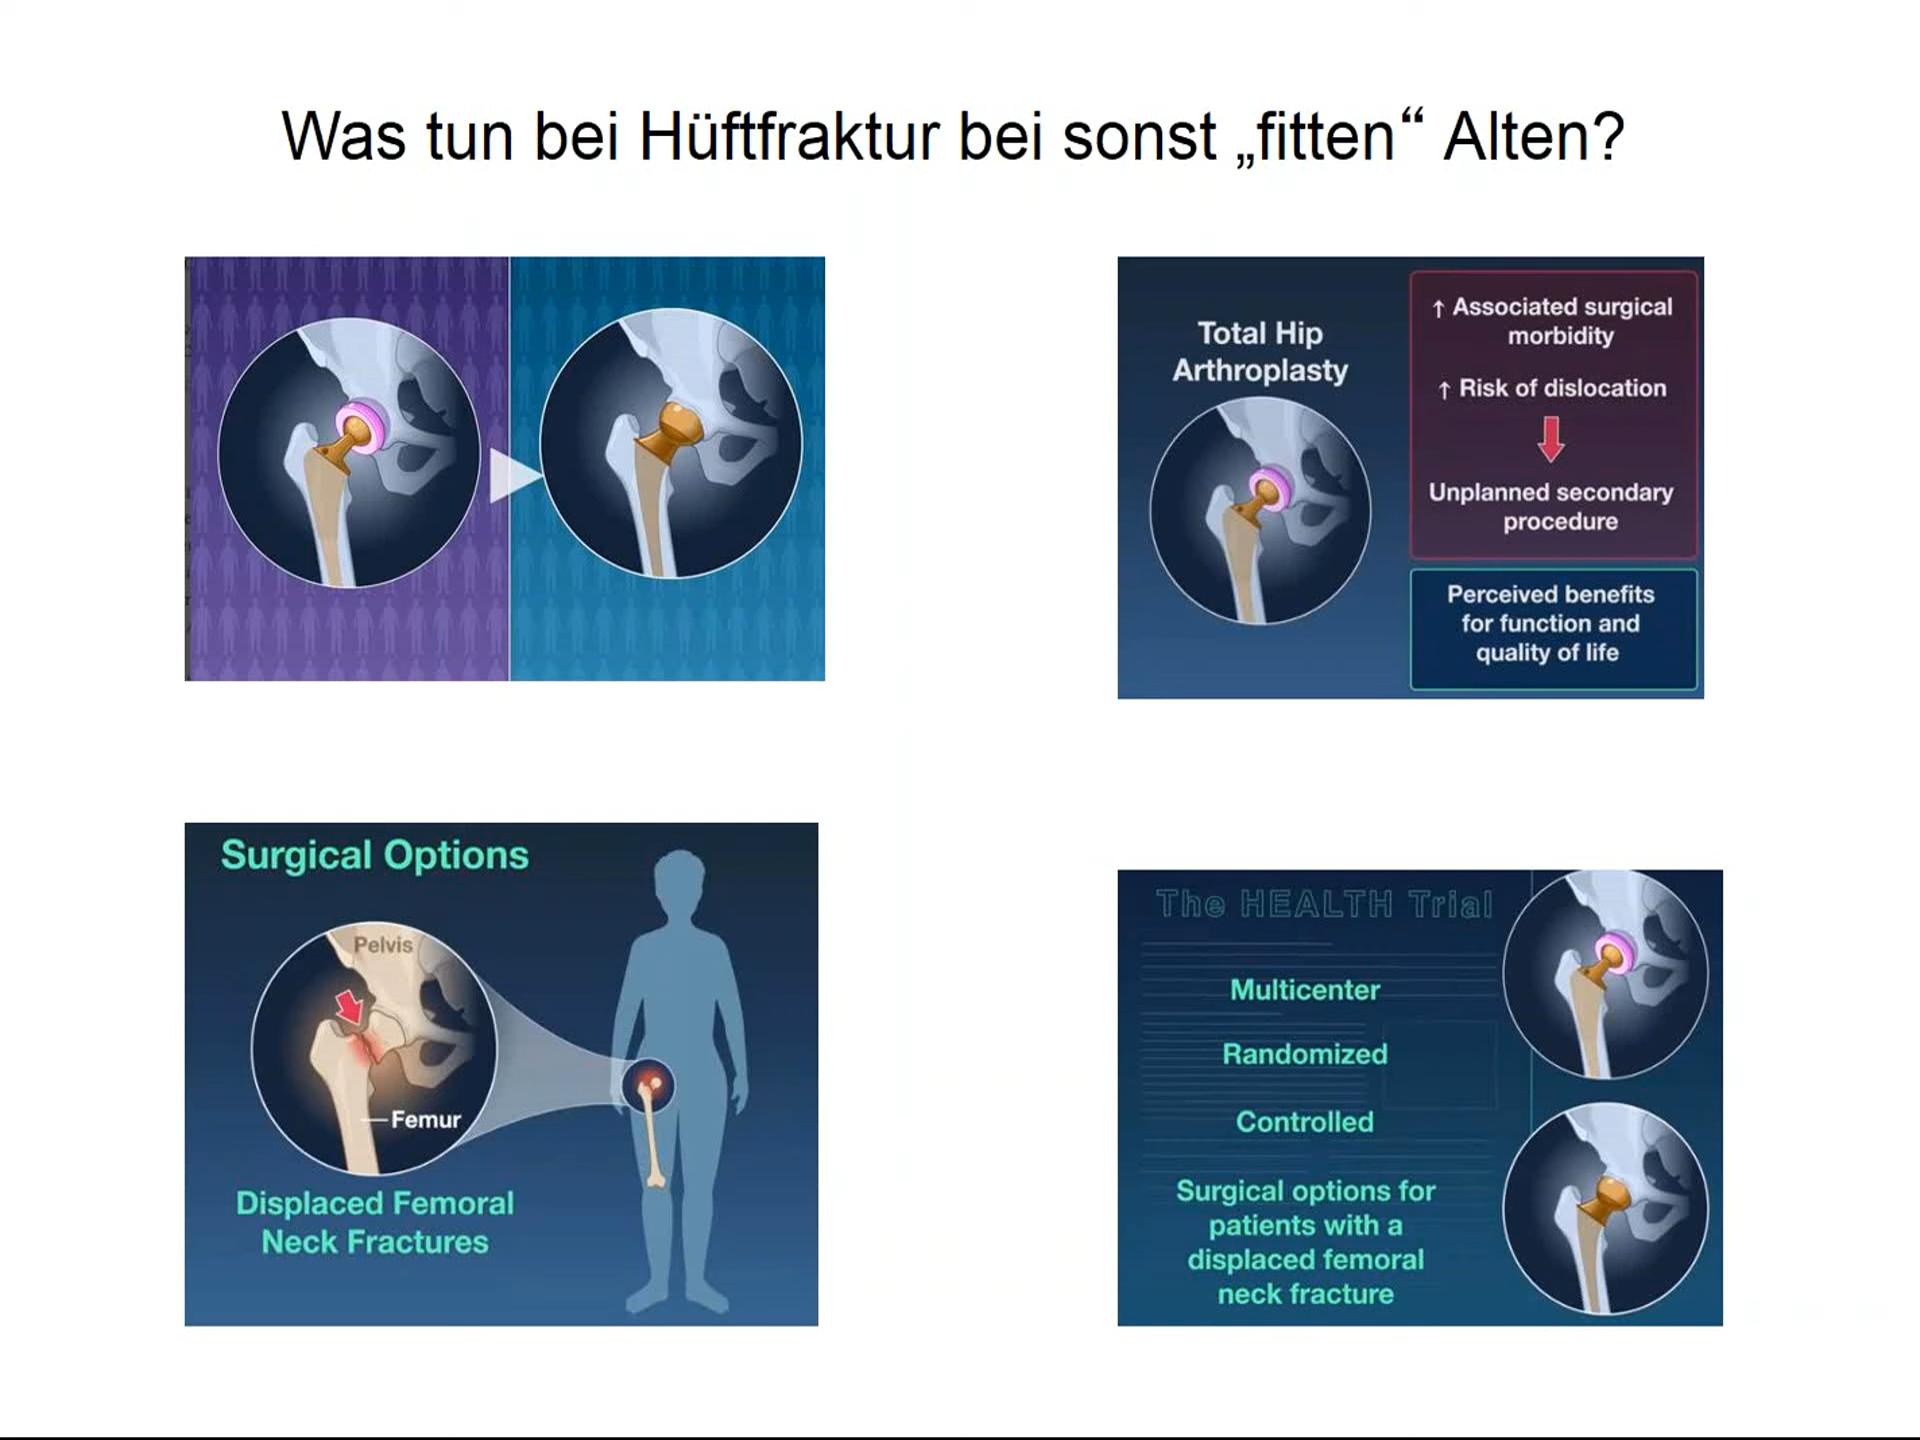 Was tun bei Hüftfraktur bei sonst „fitten“ Alten?
Total Hip
Arthroplasty
↑ Associated surgical
morbidity
↑ Risk of dislocation
Unplanned secondary
procedure
Perceived benefits
for function and
quality of life
Surgical Options
Pelvis
Femur
Displaced Femoral
Neck Fractures
The HEALTH Trial
Multicenter
Randomized
Controlled
Surgical options for
patients with a
displaced femoral
neck fracture